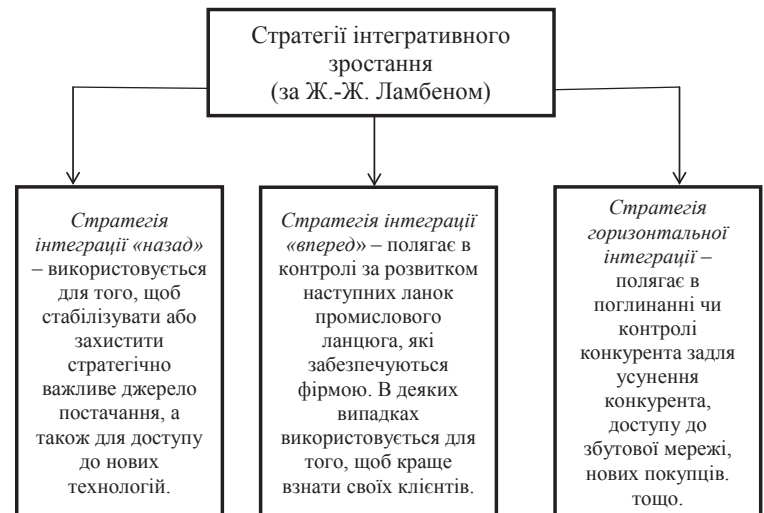 Стратегії інтегративного
зростання
(за Ж.-Ж. Ламбеном)
Стратегія
інтеграції «назад»
– використовується
для того, щоб
стабілізувати або
захистити
стратегічно
важливе джерело
постачання, а
також для доступу
до нових
технологій.
Стратегія інтеграції
«вперед» – полягає в
контролі за розвитком
наступних ланок
промислового
ланцюга, які
забезпечуються
фірмою. В деяких
випадках
використовується для
того, щоб краще
взнати своїх клієнтів.
Стратегія
горизонтальної
інтеграції –
полягає в
поглинанні чи
контролі
конкурента задля
усунення
конкурента,
доступу до
збутової мережі,
нових покупців.
тощо.